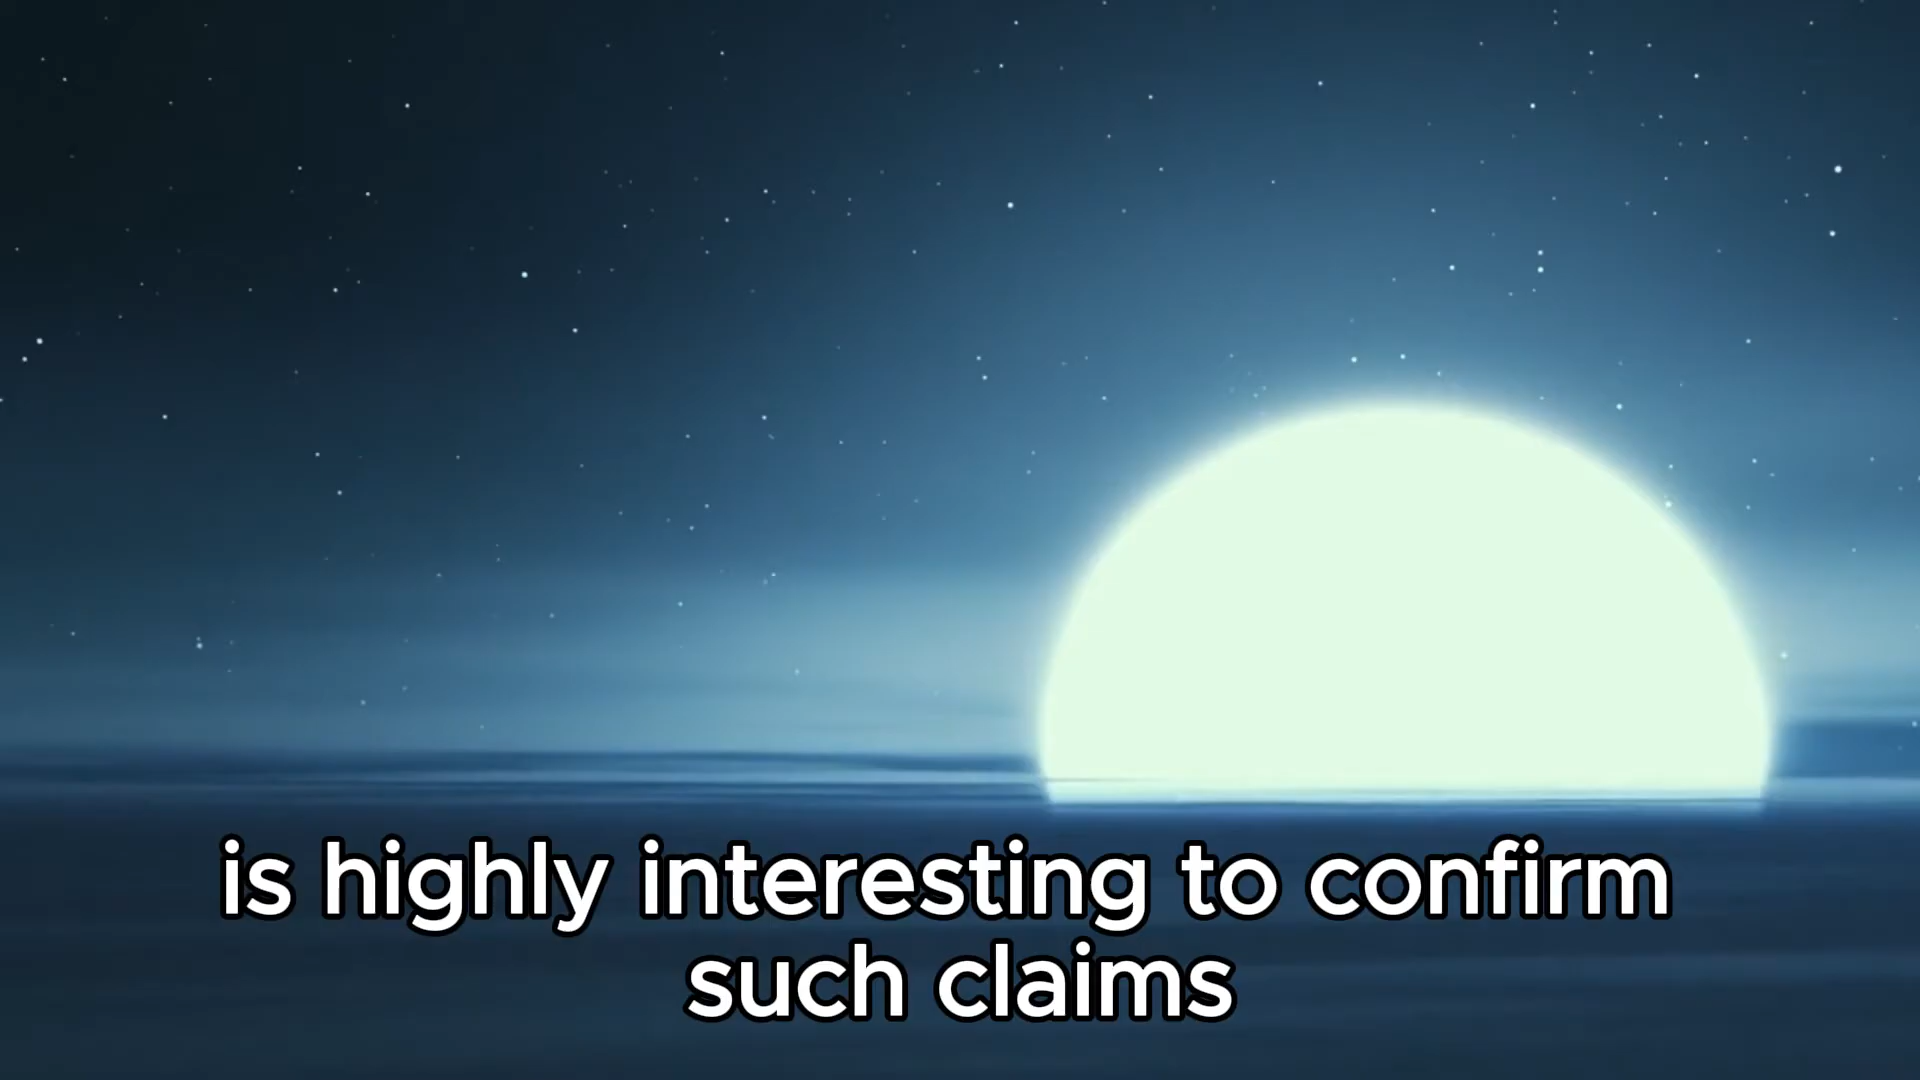 is highly interesting to confirm
such claims